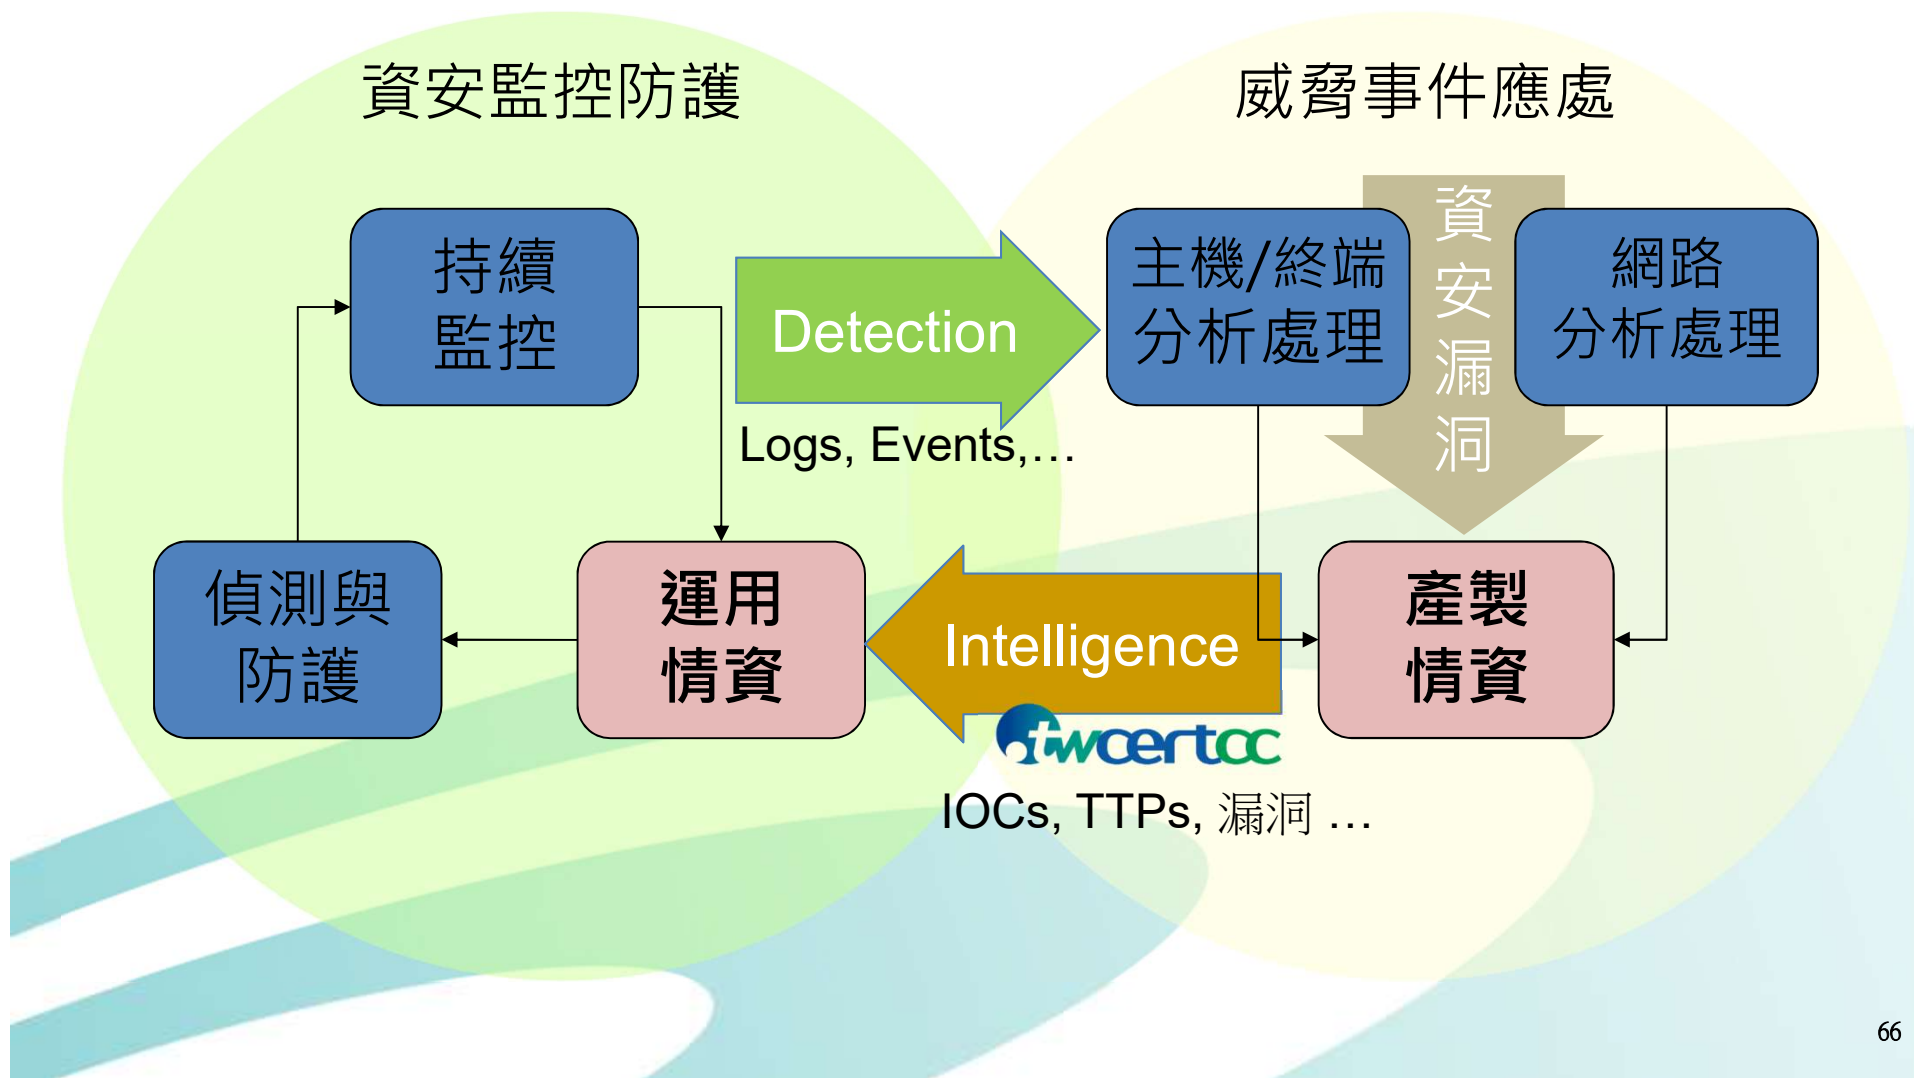 資安監控防護
威脅事件應處
持續
監控
Detection
Logs, Events,…
主機/終端
分析處理
資安漏洞
網路
分析處理
偵測與
防護
運用
情資
Intelligence
產製
情資
twcertcc
IOCs, TTPs, 漏洞 …
66